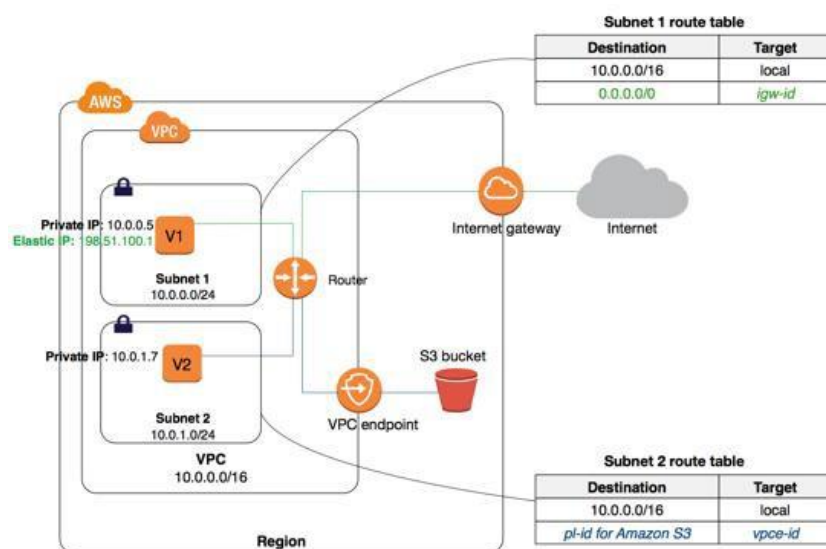 Subnet 1 route table
Destination Target
10.0.0.0/16 local
0.0.0.0/0 igw-id
AWS
VPC
Private IP: 10.0.0.5
Elastic IP: 198.51.100.1
V1
Subnet 1
10.0.0.0/24
Router
Internet gateway
Internet
Private IP: 10.0.1.7
V2
Subnet 2
10.0.1.0/24
S3 bucket
VPC endpoint
VPC
10.0.0.0/16
Region
Subnet 2 route table
Destination Target
10.0.0.0/16 local
pl-id for Amazon S3 vpce-id